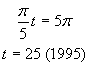 π/5 t = 5π
t = 25 (1995)